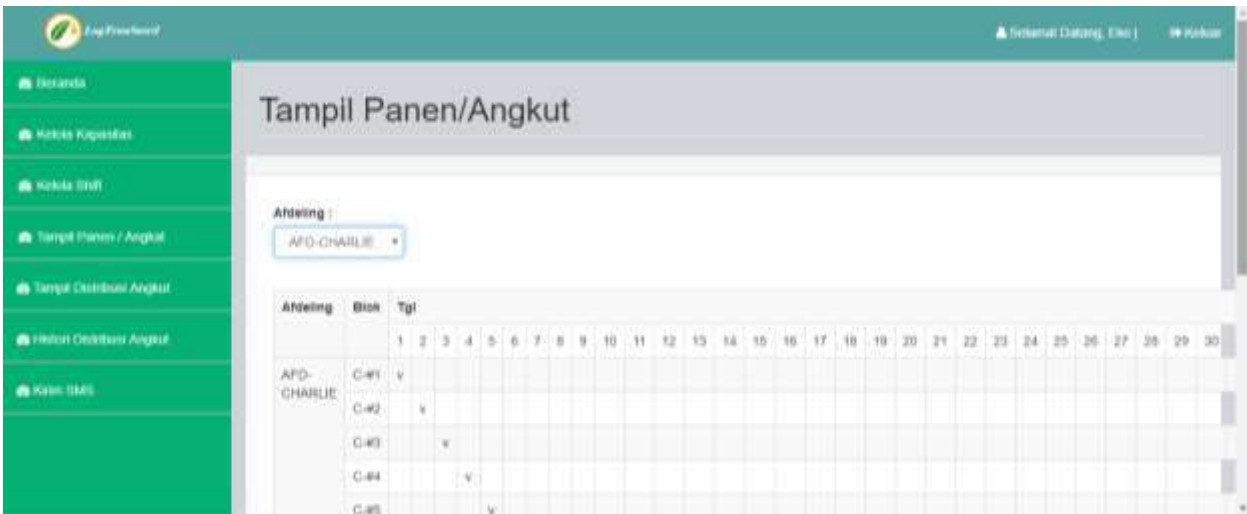 Selamat Datang, Eko | Keluar
Beranda
Kelola Kapasitas
Kelola Shift
Tampil Panen / Angkut
Tampil Distribusi Angkut
Histori Distribusi Angkut
Kirim SMS
Tampil Panen/Angkut
Afdeling :
AFD-CHARLIE
Afdeling Blok Tgl
1 2 3 4 5 6 7 8 9 10 11 12 13 14 15 16 17 18 19 20 21 22 23 24 25 26 27 28 29 30
AFD-CHARLIE C-#1 v
C-#2 v
C-#3 v
C-#4 v
C-#5 v